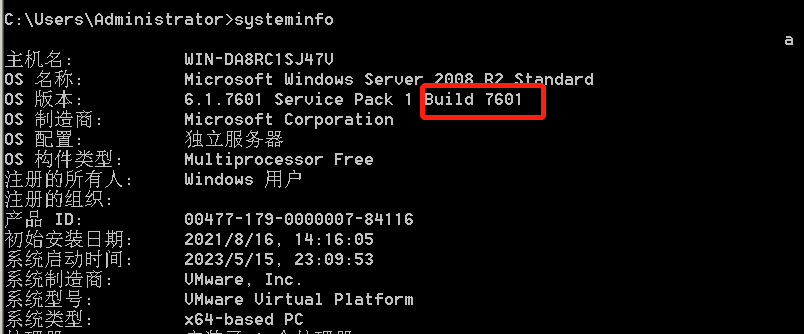 C:\Users\Administrator>systeminfo
a
主机名:           WIN-DA8RC1SJ47V
OS 名称:          Microsoft Windows Server 2008 R2 Standard
OS 版本:          6.1.7601 Service Pack 1 Build 7601
OS 制造商:        Microsoft Corporation
OS 配置:          独立服务器
OS 构件类型:      Multiprocessor Free
注册的所有人:     Windows 用户
注册的组织:
产品 ID:          00477-179-0000007-84116
初始安装日期:     2021/8/16, 14:16:05
系统启动时间:     2023/5/15, 23:09:53
系统制造商:       VMware, Inc.
系统型号:         VMware Virtual Platform
系统类型:         x64-based PC